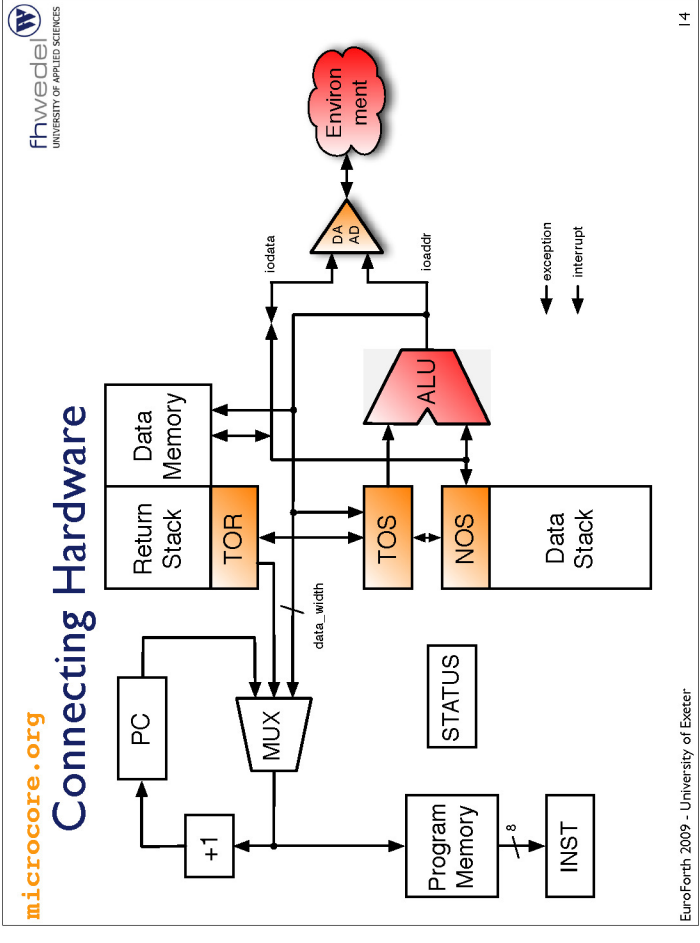 microcore.org
fhwedel
UNIVERSITY OF APPLIED SCIENCES
Connecting Hardware
PC
+1
MUX
Program
Memory
8
INST
STATUS
Return
Stack
Data
Memory
TOR
data_width
TOS
NOS
Data
Stack
ALU
iodata
ioaddr
DA
AD
Environ
ment
exception
interrupt
EuroForth 2009 - University of Exeter
14